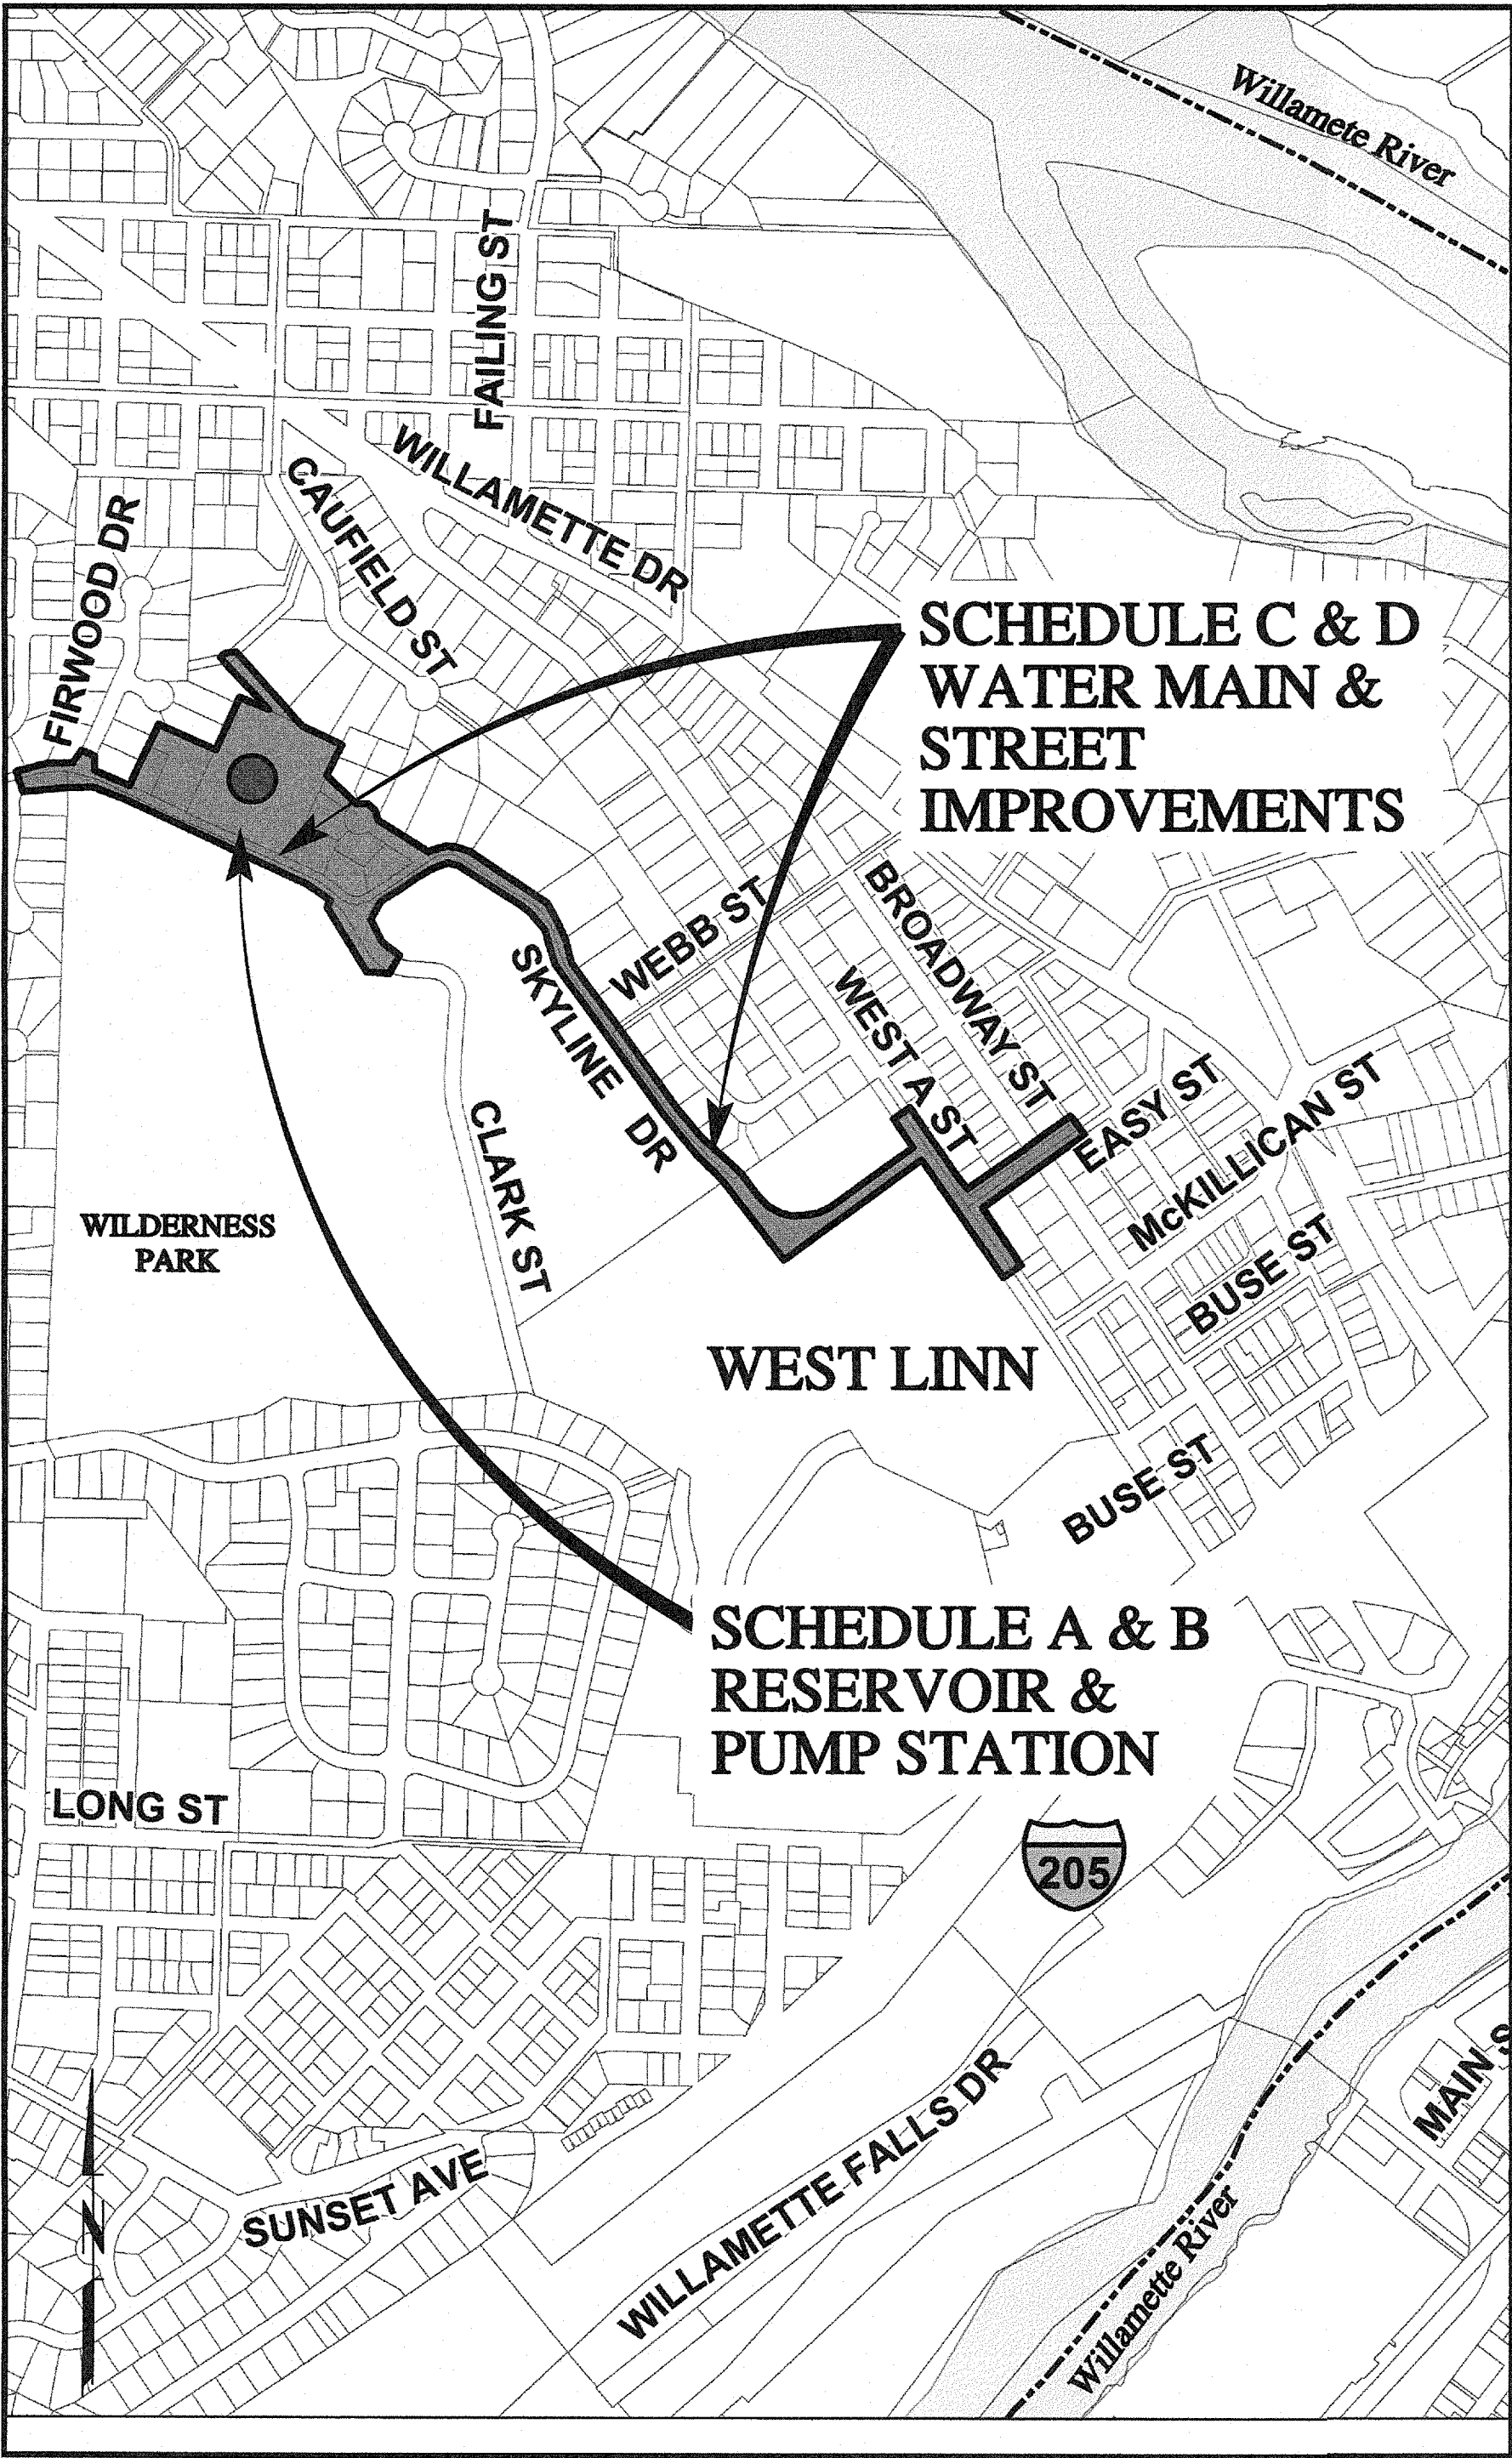 Willamete River
FAILING ST
WILLAMETTE DR
CAUFIELD ST
FIRWOOD DR
SCHEDULE C & D
WATER MAIN &
STREET
IMPROVEMENTS
WEBB ST
BROADWAY ST
SKYLINE DR
WEST A ST
EASY ST
McKILLICAN ST
CLARK ST
WILDERNESS
PARK
BUSE ST
WEST LINN
BUSE ST
SCHEDULE A & B
RESERVOIR &
PUMP STATION
LONG ST
205
MAIN S
WILLAMETTE FALLS DR
SUNSET AVE
N
Willamette River